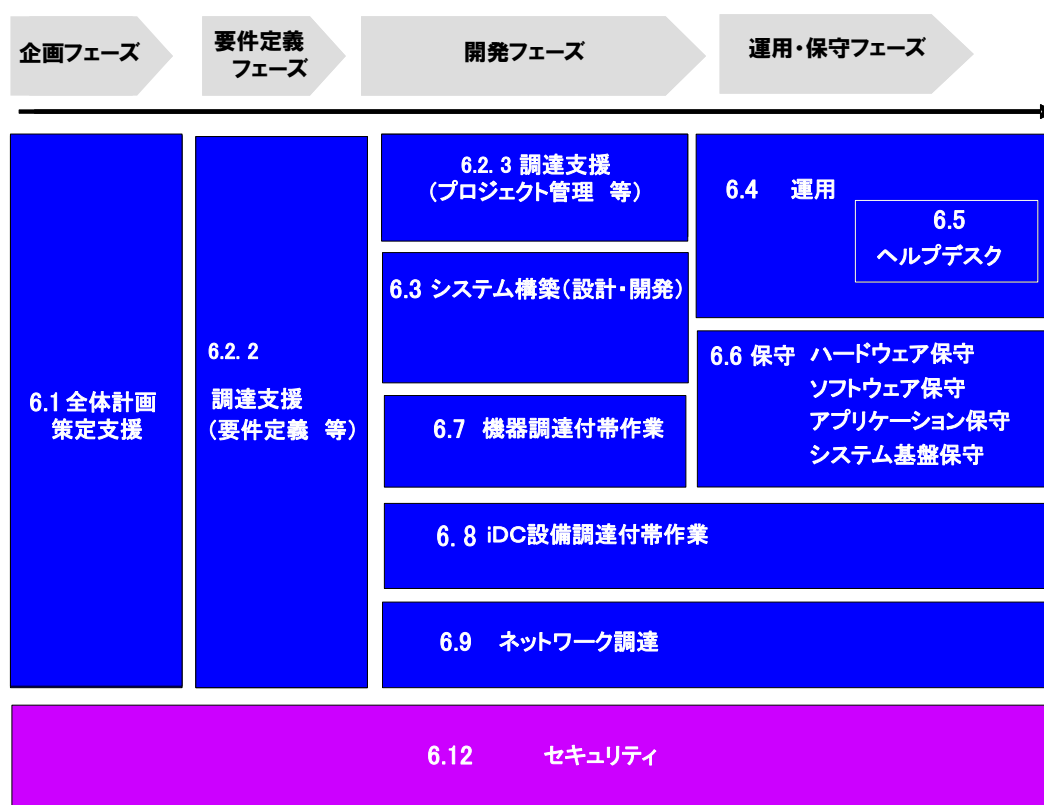 企画フェーズ
要件定義
フェーズ
開発フェーズ
運用・保守フェーズ
6.1 全体計画
策定支援
6.2. 2
調達支援
(要件定義　等)
6.2. 3 調達支援
(プロジェクト管理　等)
6.3 システム構築(設計・開発)
6.7 機器調達付帯作業
6.4 運用
6.5
ヘルプデスク
6.6 保守 ハードウェア保守
ソフトウェア保守
アプリケーション保守
システム基盤保守
6. 8 iDC設備調達付帯作業
6.9 ネットワーク調達
6.12 セキュリティ